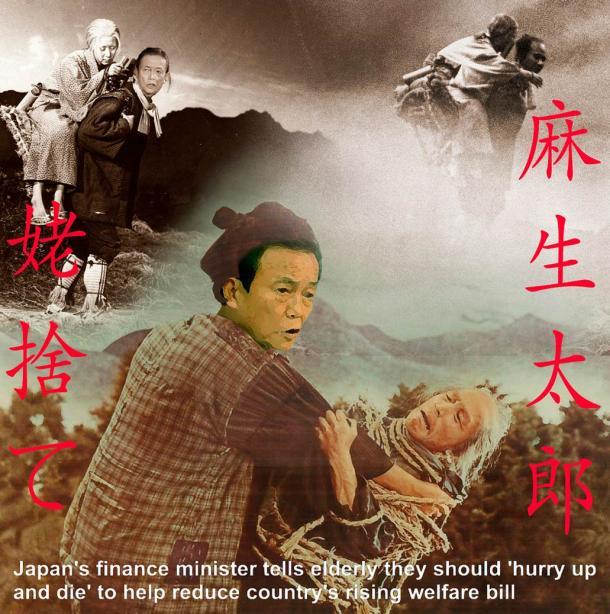 麻生太郎
姥捨て
Japan's finance minister tells elderly they should 'hurry up
and die' to help reduce country's rising welfare bill